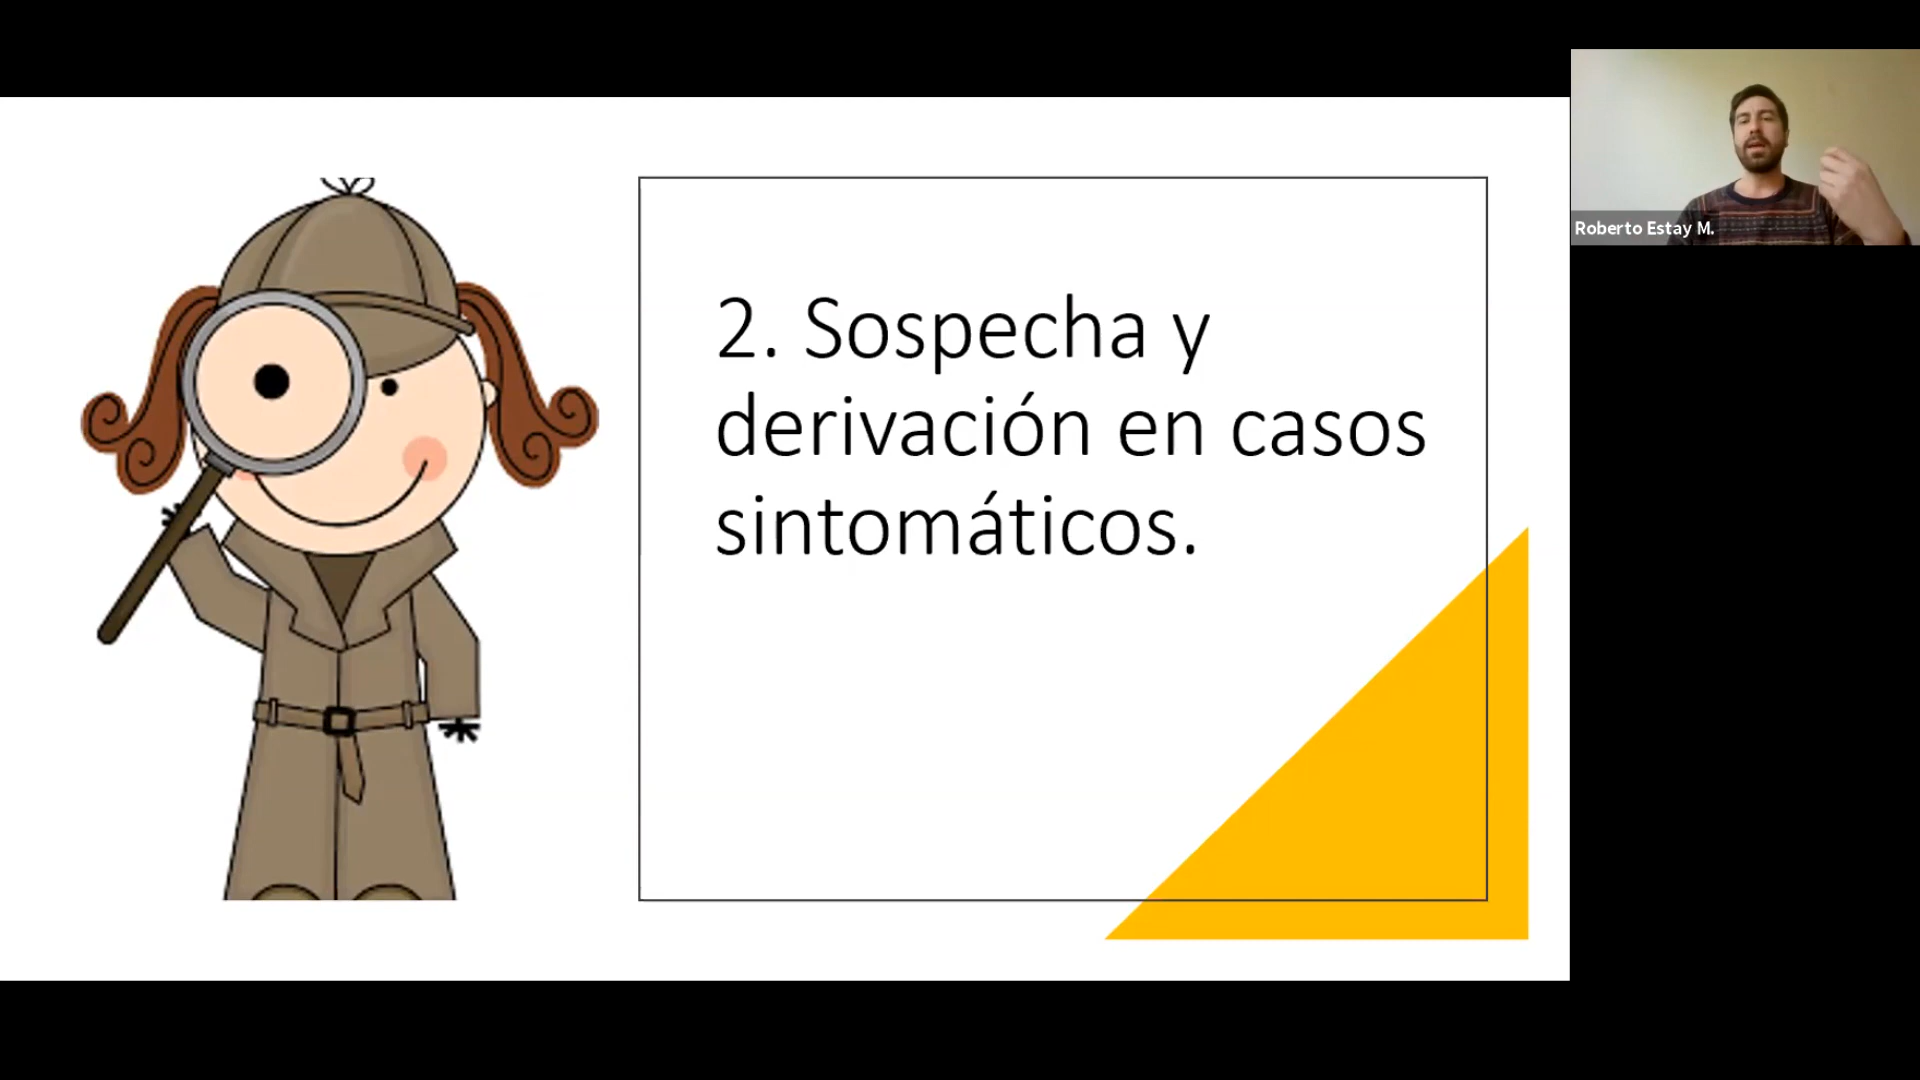 2. Sospecha y
derivación en casos
sintomáticos.
Roberto Estay M.